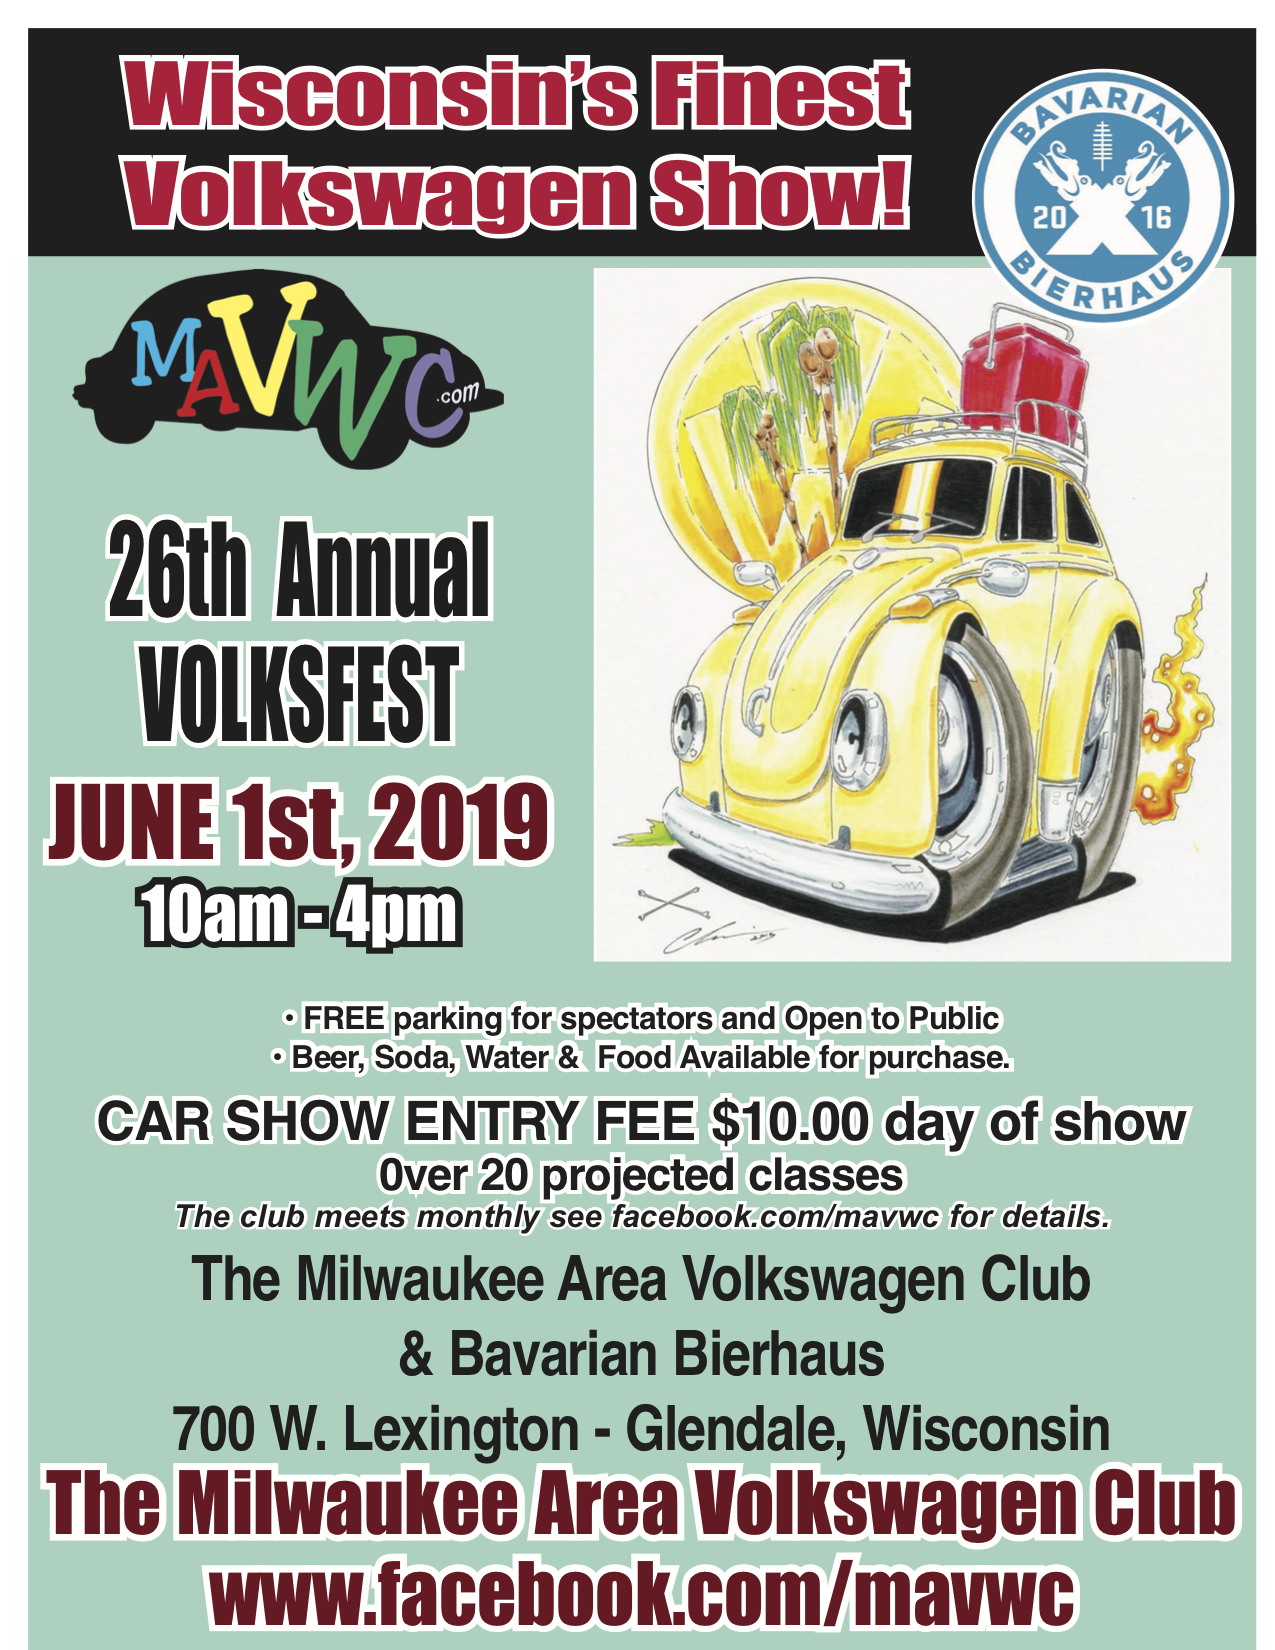 Wisconsin's Finest
Volkswagen Show!
BAVARIAN
20 16
BIERHAUS
MAVWC.com
26th Annual
VOLKSFEST
JUNE 1st, 2019
10am - 4pm
• FREE parking for spectators and Open to Public
• Beer, Soda, Water & Food Available for purchase.
CAR SHOW ENTRY FEE $10.00 day of show
0ver 20 projected classes
The club meets monthly see facebook.com/mavwc for details.
The Milwaukee Area Volkswagen Club
& Bavarian Bierhaus
700 W. Lexington - Glendale, Wisconsin
The Milwaukee Area Volkswagen Club
www.facebook.com/mavwc